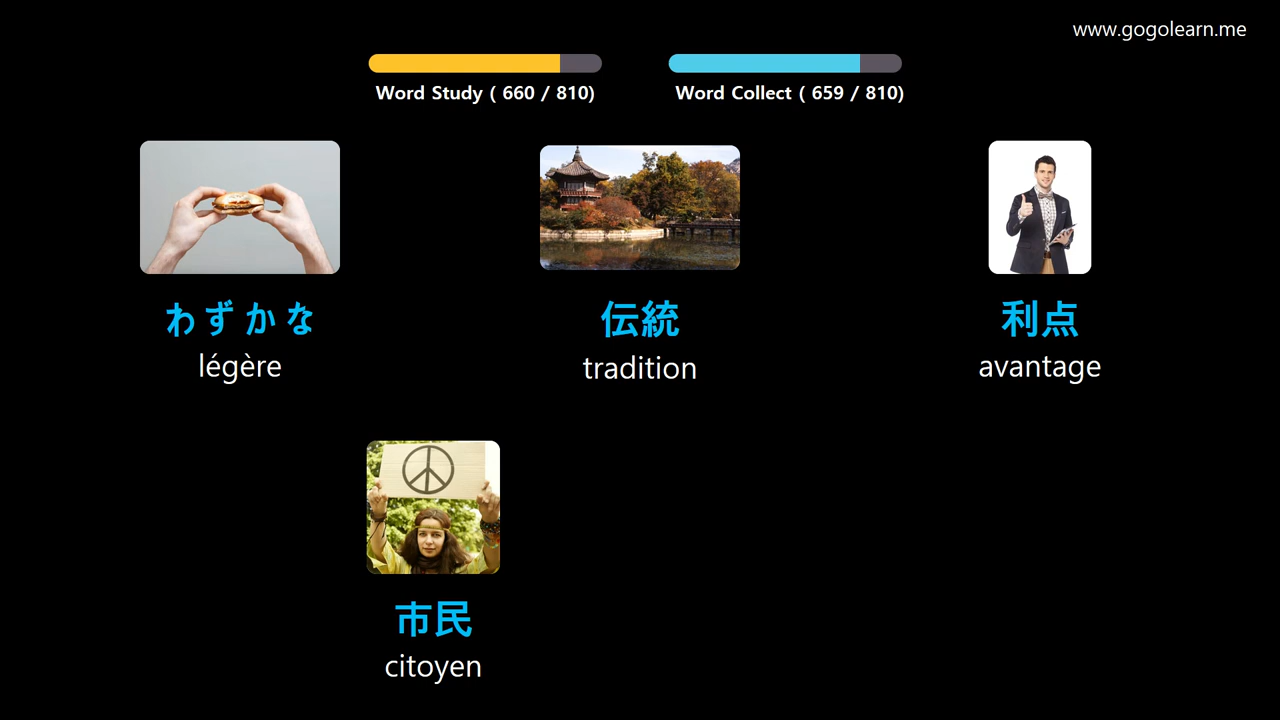 www.gogolearn.me
Word Study ( 660 / 810)
Word Collect ( 659 / 810)
わずかな
légère
伝統
tradition
利点
avantage
市民
citoyen